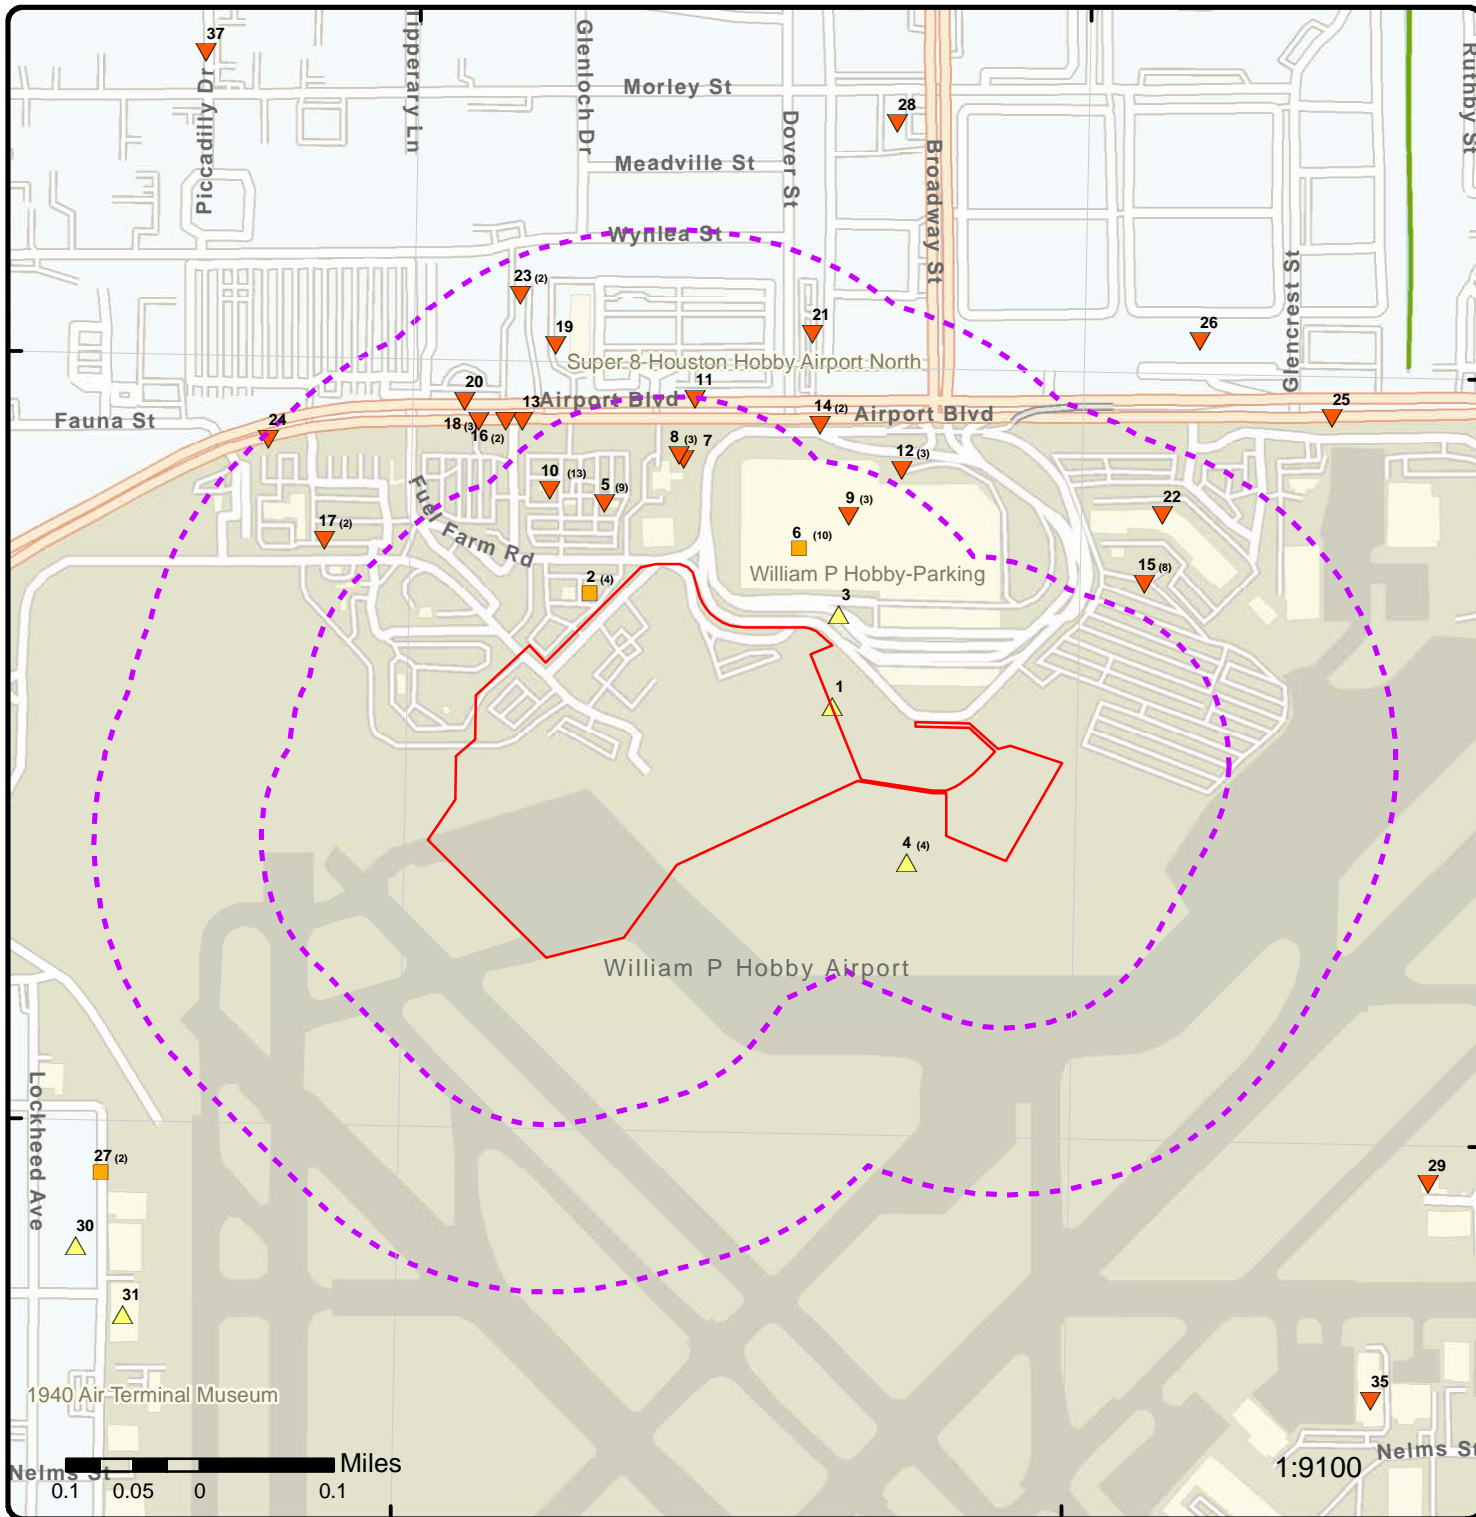 37
Piccadilly Dr
Tipperary Ln
Glenloch Dr
Morley St
Meadville St
Dover St
28
Broadway St
Ruthby St
Wynlea St
23 (2)
19
21
Super 8-Houston Hobby Airport North
26
Glencrest St
20
11
Airport Blvd
13
18 (3)
16 (2)
14 (2)
Airport Blvd
25
Fauna St
24
8 (3)
7
12 (3)
10 (13)
5 (9)
9 (3)
22
Fuel Farm Rd
17 (2)
6 (10)
William P Hobby-Parking
15 (8)
2 (4)
3
1
4 (4)
William P Hobby Airport
Lockheed Ave
27 (2)
29
30
31
35
1940 Air Terminal Museum
Nelms St
Miles
0.1 0.05 0 0.1
1:9100
Nelms St